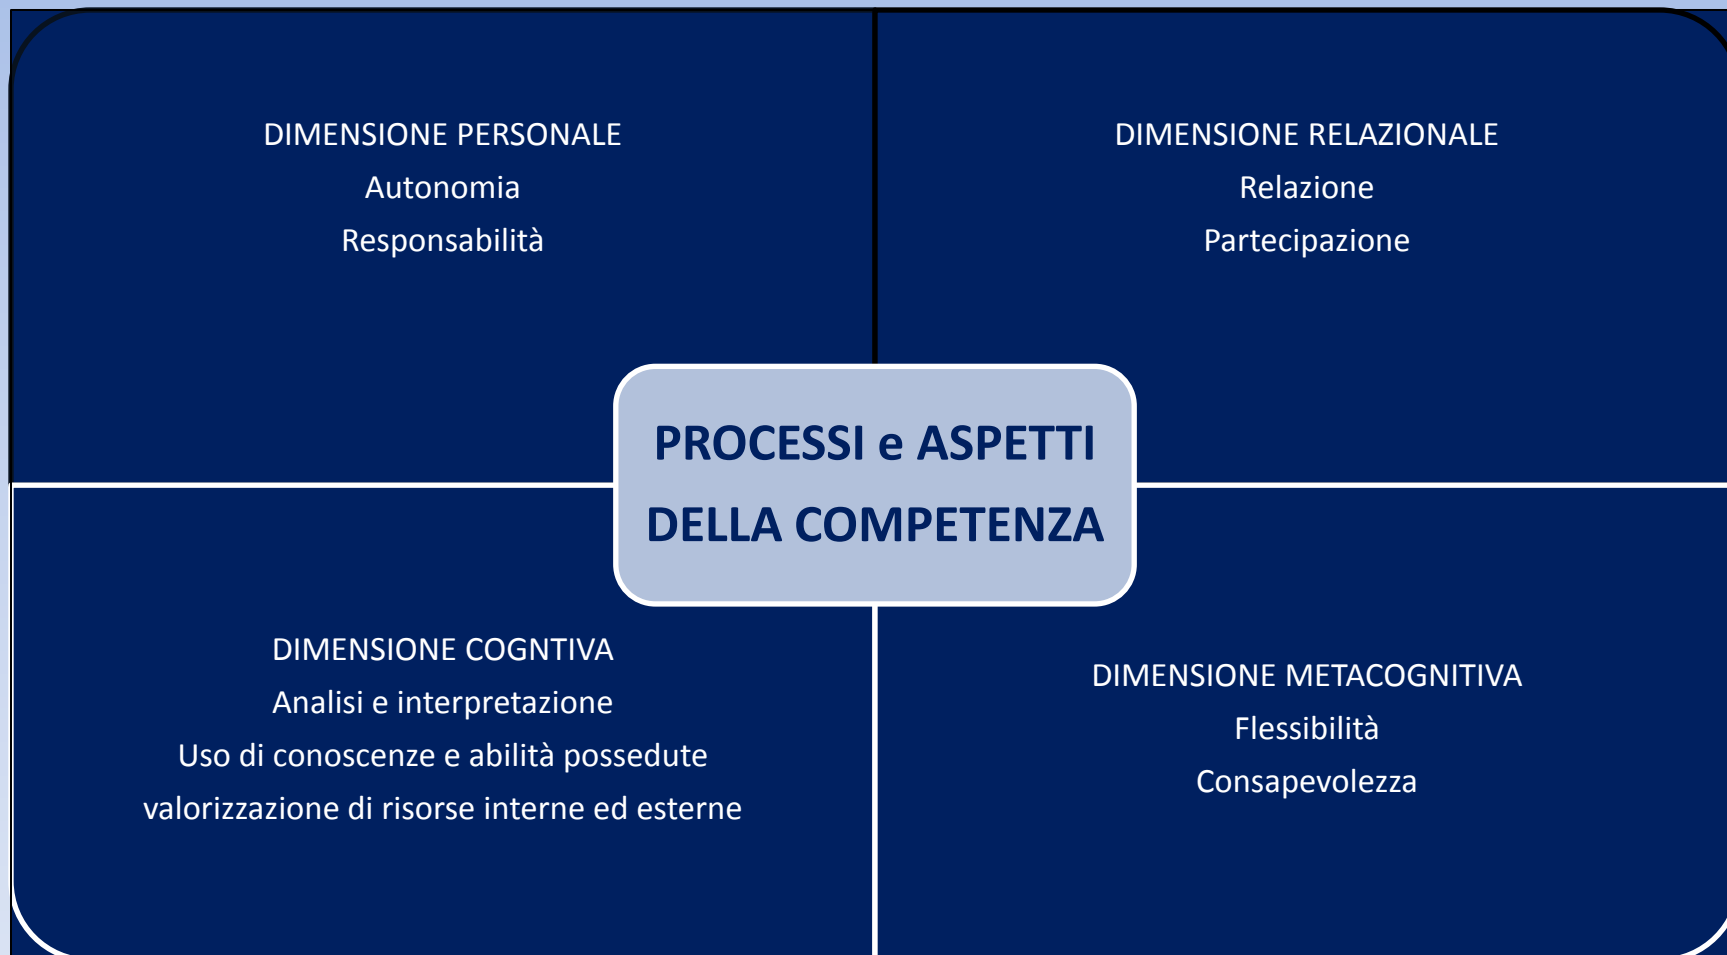 DIMENSIONE PERSONALE
Autonomia
Responsabilità
DIMENSIONE RELAZIONALE
Relazione
Partecipazione
PROCESSI e ASPETTI
DELLA COMPETENZA
DIMENSIONE COGNTIVA
Analisi e interpretazione
Uso di conoscenze e abilità possedute
valorizzazione di risorse interne ed esterne
DIMENSIONE METACOGNITIVA
Flessibilità
Consapevolezza